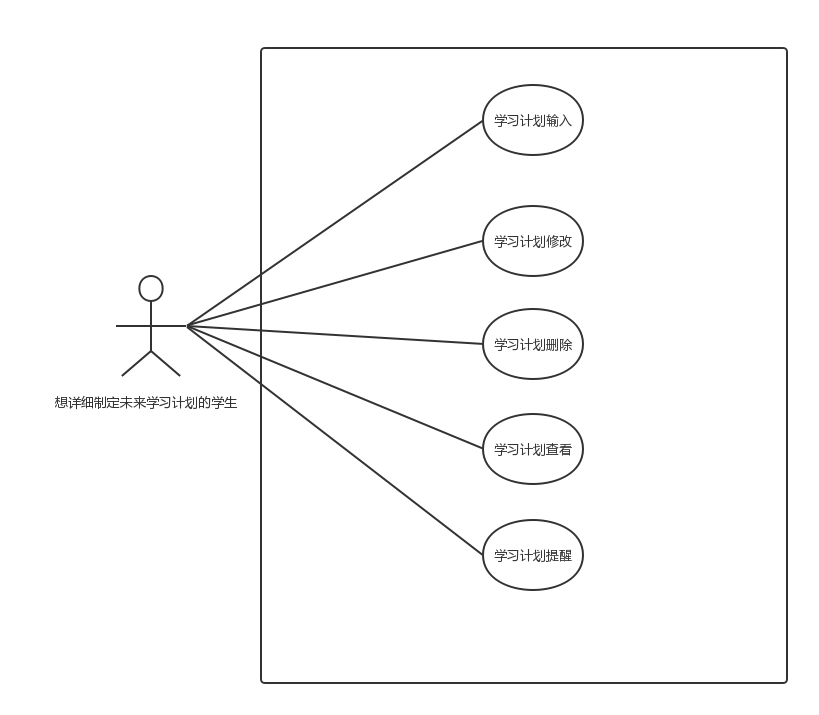 学习计划输入
学习计划修改
学习计划删除
想详细制定未来学习计划的学生
学习计划查看
学习计划提醒